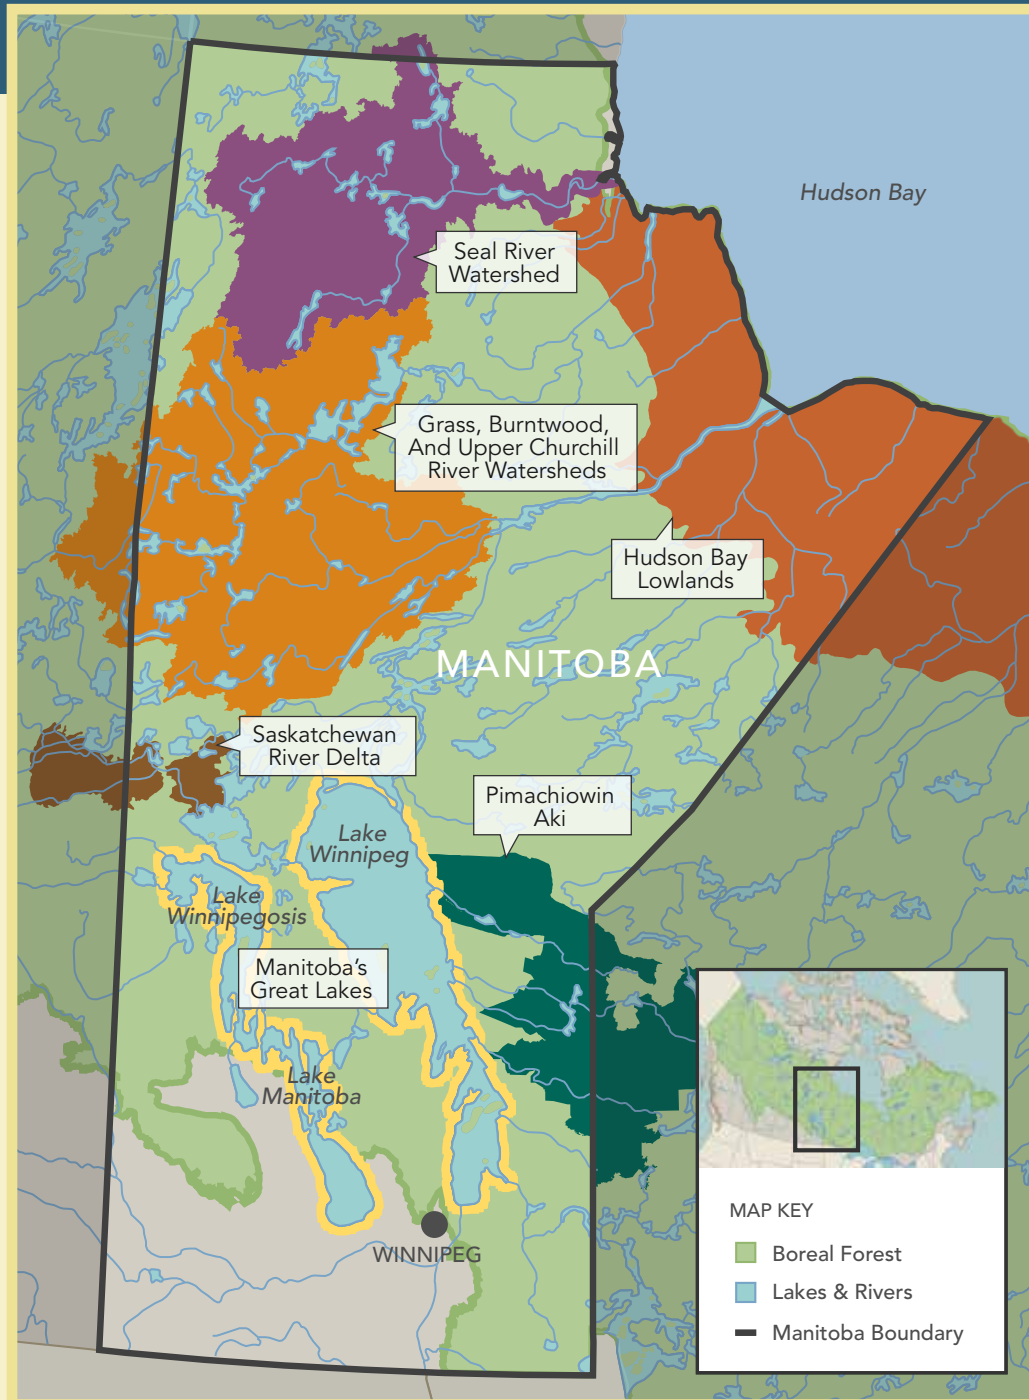 Hudson Bay
Seal River
Watershed
Grass, Burntwood,
And Upper Churchill
River Watersheds
Hudson Bay
Lowlands
MANITOBA
Saskatchewan
River Delta
Pimachiowin
Aki
Lake
Winnipeg
Lake
Winnipegosis
Manitoba's
Great Lakes
Lake
Manitoba
WINNIPEG
MAP KEY
Boreal Forest
Lakes & Rivers
Manitoba Boundary